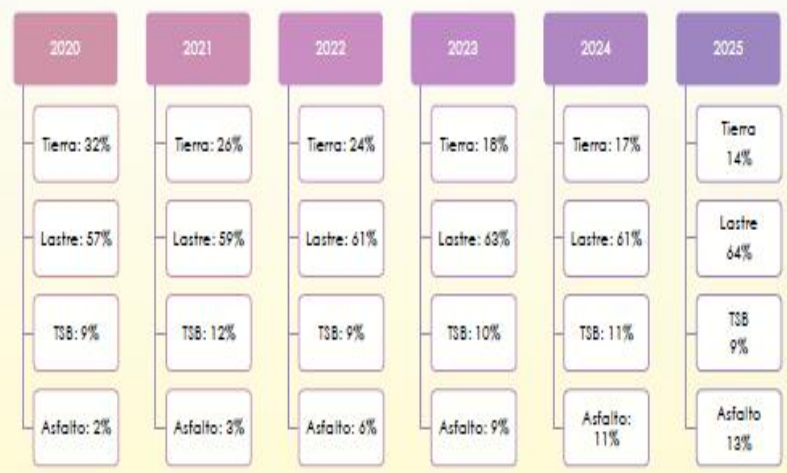 2020
Tierra: 32%
Lastre: 57%
TSB: 9%
Asfalto: 2%
2021
Tierra: 26%
Lastre: 59%
TSB: 12%
Asfalto: 3%
2022
Tierra: 24%
Lastre: 61%
TSB: 9%
Asfalto: 6%
2023
Tierra: 18%
Lastre: 63%
TSB: 10%
Asfalto: 9%
2024
Tierra: 17%
Lastre: 61%
TSB: 11%
Asfalto:
11%
2025
Tierra
14%
Lastre
64%
TSB
9%
Asfalto
13%